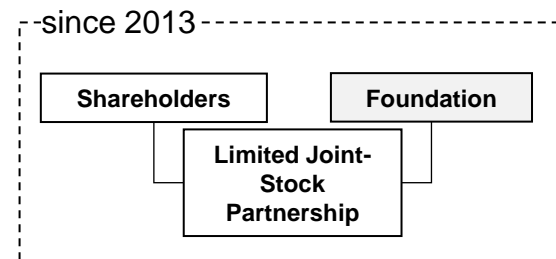 since 2013
Shareholders
Foundation
Limited Joint-
Stock
Partnership